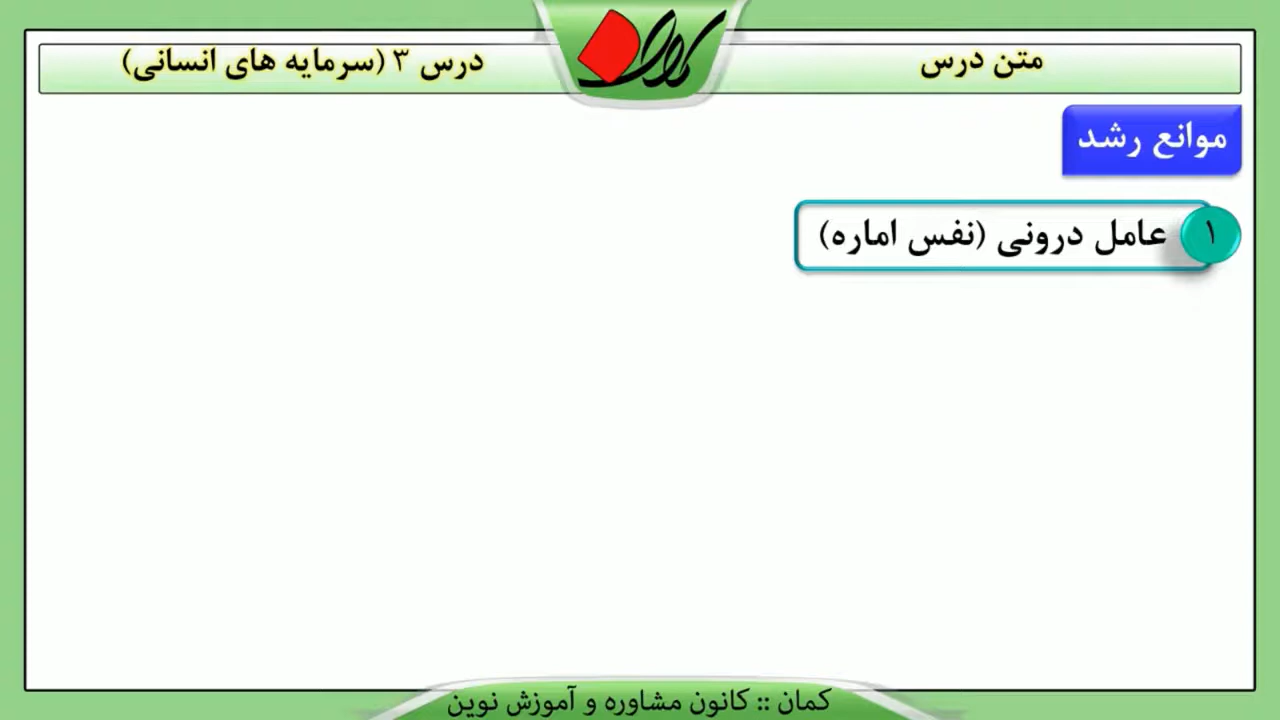 متن درس
درس ۳ (سرمایه های انسانی)
کمان
موانع رشد
۱ عامل درونی (نفس اماره)
کمان :: کانون مشاوره و آموزش نوین